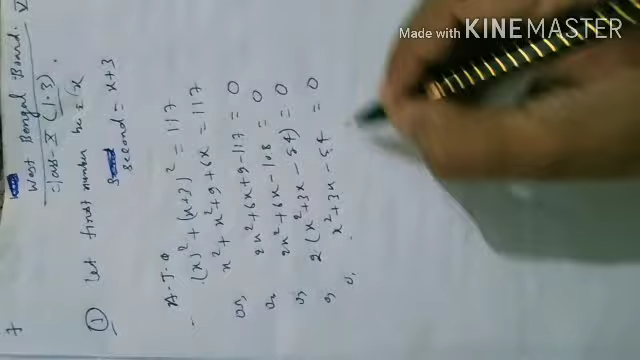 West Bengal Board.
Class-X (1.3).
① Let first number be = (x
second = x+3
A.T.Q
(x)² + (x+3)² = 117
x² + x² + 9 + 6x = 117
or, 2x² + 6x + 9 - 117 = 0
or, 2x² + 6x - 108 = 0
or, 2(x² + 3x - 54) = 0
or, x² + 3x - 54 = 0
Made with KINEMASTER